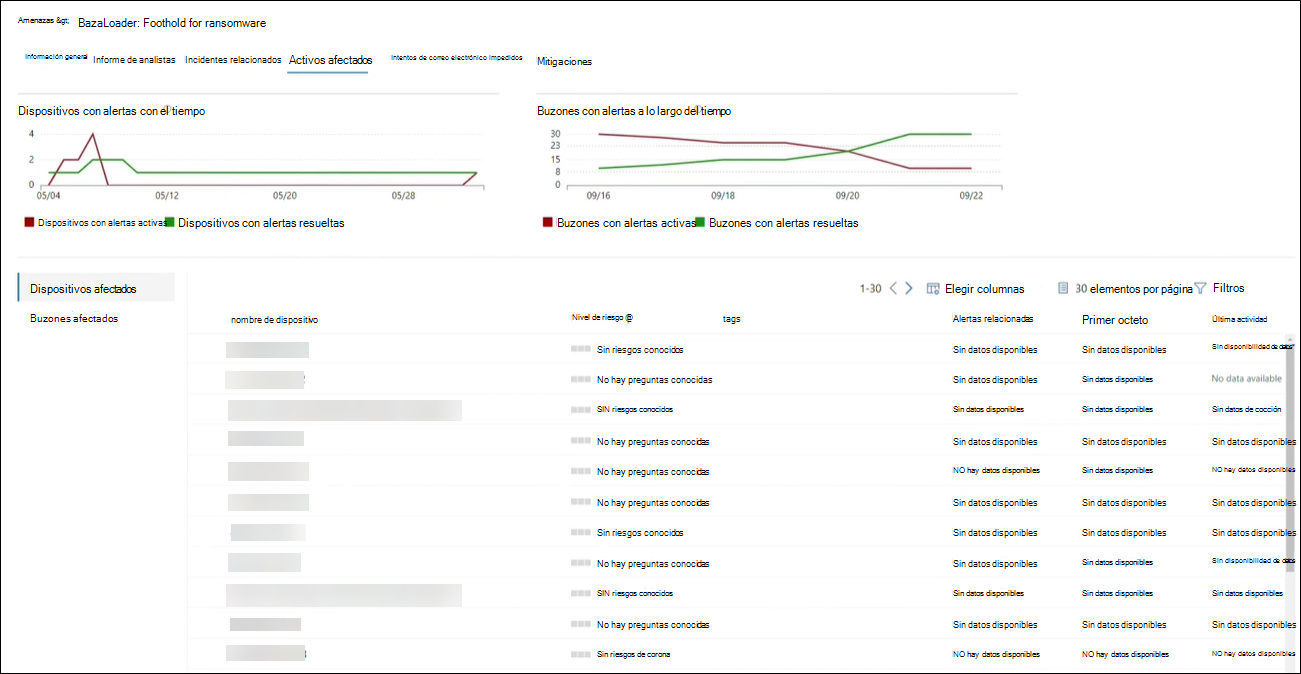 Amenazas &gt; BazaLoader: Foothold for ransomware
Información general Informe de analistas Incidentes relacionados Activos afectados Intentos de correo electrónico impedidos Mitigaciones
Dispositivos con alertas con el tiempo
4
2
0
05/04 05/12 05/20 05/28
Dispositivos con alertas activas Dispositivos con alertas resueltas
Buzones con alertas a lo largo del tiempo
30
23
15
8
0
09/16 09/18 09/20 09/22
Buzones con alertas activas Buzones con alertas resueltas
Dispositivos afectados
Buzones afectados
1-30 Elegir columnas 30 elementos por página Filtros
nombre de dispositivo Nivel de riesgo @ tags Alertas relacionadas Primer octeto Última actividad
Sin riesgos conocidos Sin datos disponibles Sin datos disponibles Sin disponibilidad de datos"
No hay preguntas conocidas Sin datos disponibles Sin datos disponibles No data available
SIN riesgos conocidos Sin datos disponibles Sin datos disponibles Sin datos de cocción
No hay preguntas conocidas Sin datos disponibles Sin datos disponibles Sin datos disponibles
No hay preguntas conocidas NO hay datos disponibles Sin datos disponibles NO hay datos disponibles
No hay preguntas conocidas Sin datos disponibles Sin datos disponibles Sin datos disponibles
Sin riesgos conocidos Sin datos disponibles Sin datos disponibles Sin datos disponibles
No hay preguntas conocidas Sin datos disponibles Sin datos disponibles Sin disponibilidad de datos
SIN riesgos conocidos Sin datos disponibles Sin datos disponibles Sin datos disponibles
No hay preguntas conocidas Sin datos disponibles Sin datos disponibles Sin datos disponibles
Sin riesgos de corona NO hay datos disponibles NO hay datos disponibles NO hay datos disponibles